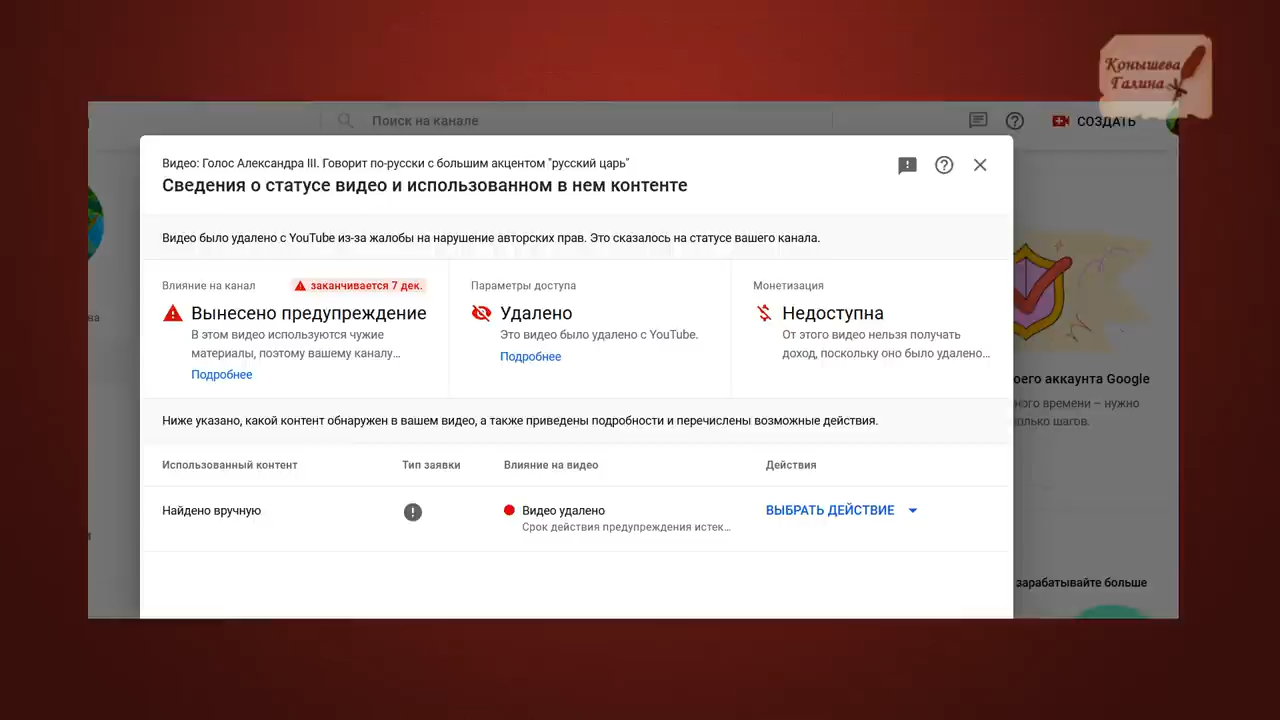 Конышева
Галина
Поиск на канале
СОЗДАТЬ
Видео: Голос Александра III. Говорит по-русски с большим акцентом "русский царь"
Сведения о статусе видео и использованном в нем контенте
Видео было удалено с YouTube из-за жалобы на нарушение авторских прав. Это сказалось на статусе вашего канала.
Влияние на канал
заканчивается 7 дек.
Вынесено предупреждение
В этом видео используются чужие
материалы, поэтому вашему каналу...
Подробнее
Параметры доступа
Удалено
Это видео было удалено с YouTube.
Подробнее
Монетизация
Недоступна
От этого видео нельзя получать
доход, поскольку оно было удалено...
Ниже указано, какой контент обнаружен в вашем видео, а также приведены подробности и перечислены возможные действия.
Использованный контент
Тип заявки
Влияние на видео
Действия
Найдено вручную
Видео удалено
Срок действия предупреждения истек...
ВЫБРАТЬ ДЕЙСТВИЕ
оего аккаунта Google
ного времени – нужно
олько шагов.
зарабатывайте больше